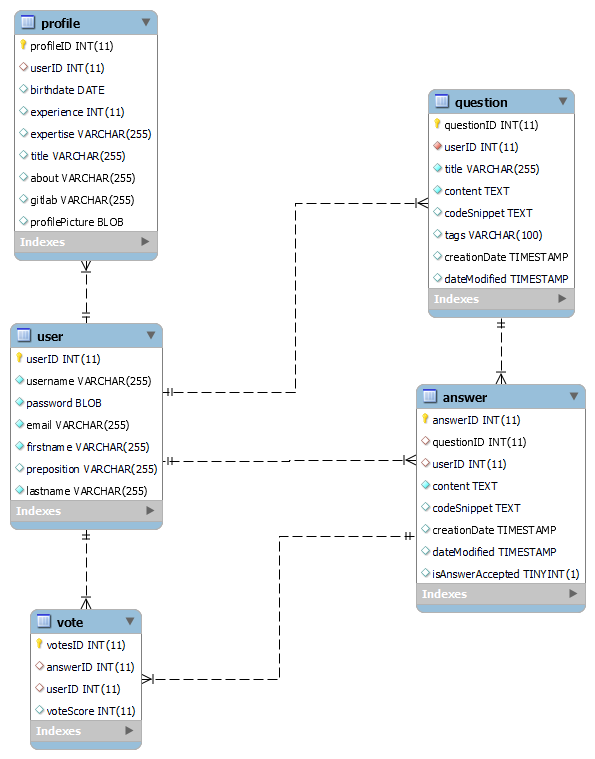 profile
profileID INT(11)
userID INT(11)
birthdate DATE
experience INT(11)
expertise VARCHAR(255)
title VARCHAR(255)
about VARCHAR(255)
gitlab VARCHAR(255)
profilePicture BLOB
Indexes
question
questionID INT(11)
userID INT(11)
title VARCHAR(255)
content TEXT
codeSnippet TEXT
tags VARCHAR(100)
creationDate TIMESTAMP
dateModified TIMESTAMP
Indexes
user
userID INT(11)
username VARCHAR(255)
password BLOB
email VARCHAR(255)
firstname VARCHAR(255)
preposition VARCHAR(255)
lastname VARCHAR(255)
Indexes
answer
answerID INT(11)
questionID INT(11)
userID INT(11)
content TEXT
codeSnippet TEXT
creationDate TIMESTAMP
dateModified TIMESTAMP
isAnswerAccepted TINYINT(1)
Indexes
vote
votesID INT(11)
answerID INT(11)
userID INT(11)
voteScore INT(11)
Indexes